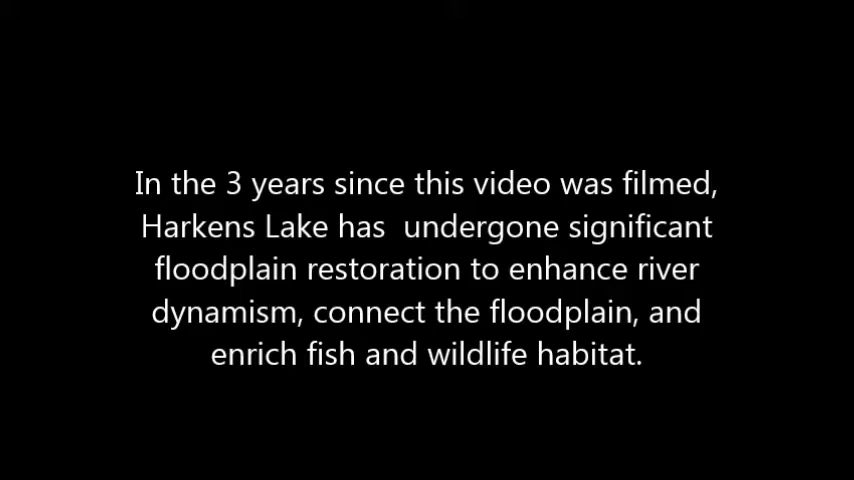 In the 3 years since this video was filmed,
Harkens Lake has  undergone significant
floodplain restoration to enhance river
dynamism, connect the floodplain, and
enrich fish and wildlife habitat.